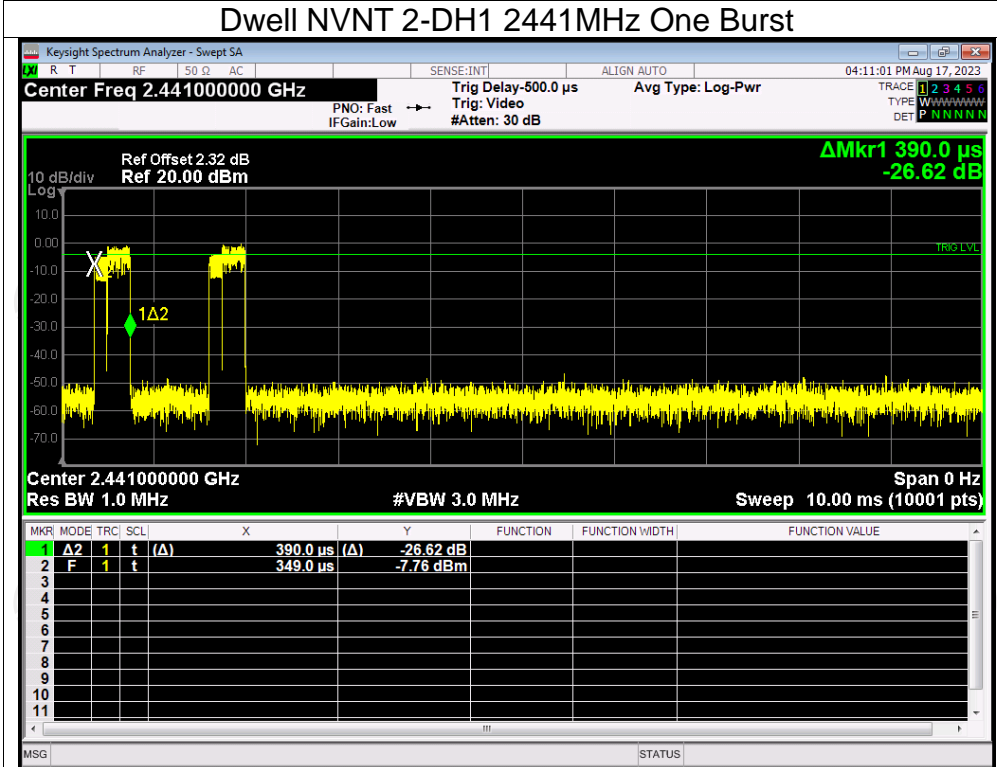 Dwell NVNT 2-DH1 2441MHz One Burst
Keysight Spectrum Analyzer - Swept SA
LXI R T RF 50 Ω AC SENSE:INT ALIGN AUTO 04:11:01 PM Aug 17, 2023
Center Freq 2.441000000 GHz Trig Delay-500.0 µs Avg Type: Log-Pwr TRACE 1 2 3 4 5 6
PNO: Fast Trig: Video TYPE WWWWWW
IFGain:Low #Atten: 30 dB DET P N N N N N
ΔMkr1 390.0 µs
-26.62 dB
Ref Offset 2.32 dB
10 dB/div Ref 20.00 dBm
Log
10.0
0.00
TRIG LVL
-10.0
-20.0
1Δ2
-30.0
-40.0
-50.0
-60.0
-70.0
Center 2.441000000 GHz Span 0 Hz
Res BW 1.0 MHz #VBW 3.0 MHz Sweep 10.00 ms (10001 pts)
MKR MODE TRC SCL X Y FUNCTION FUNCTION WIDTH FUNCTION VALUE
1 Δ2 1 t (Δ) 390.0 µs (Δ) -26.62 dB
2 F 1 t 349.0 µs -7.76 dBm
3
4
5
6
7
8
9
10
11
MSG STATUS